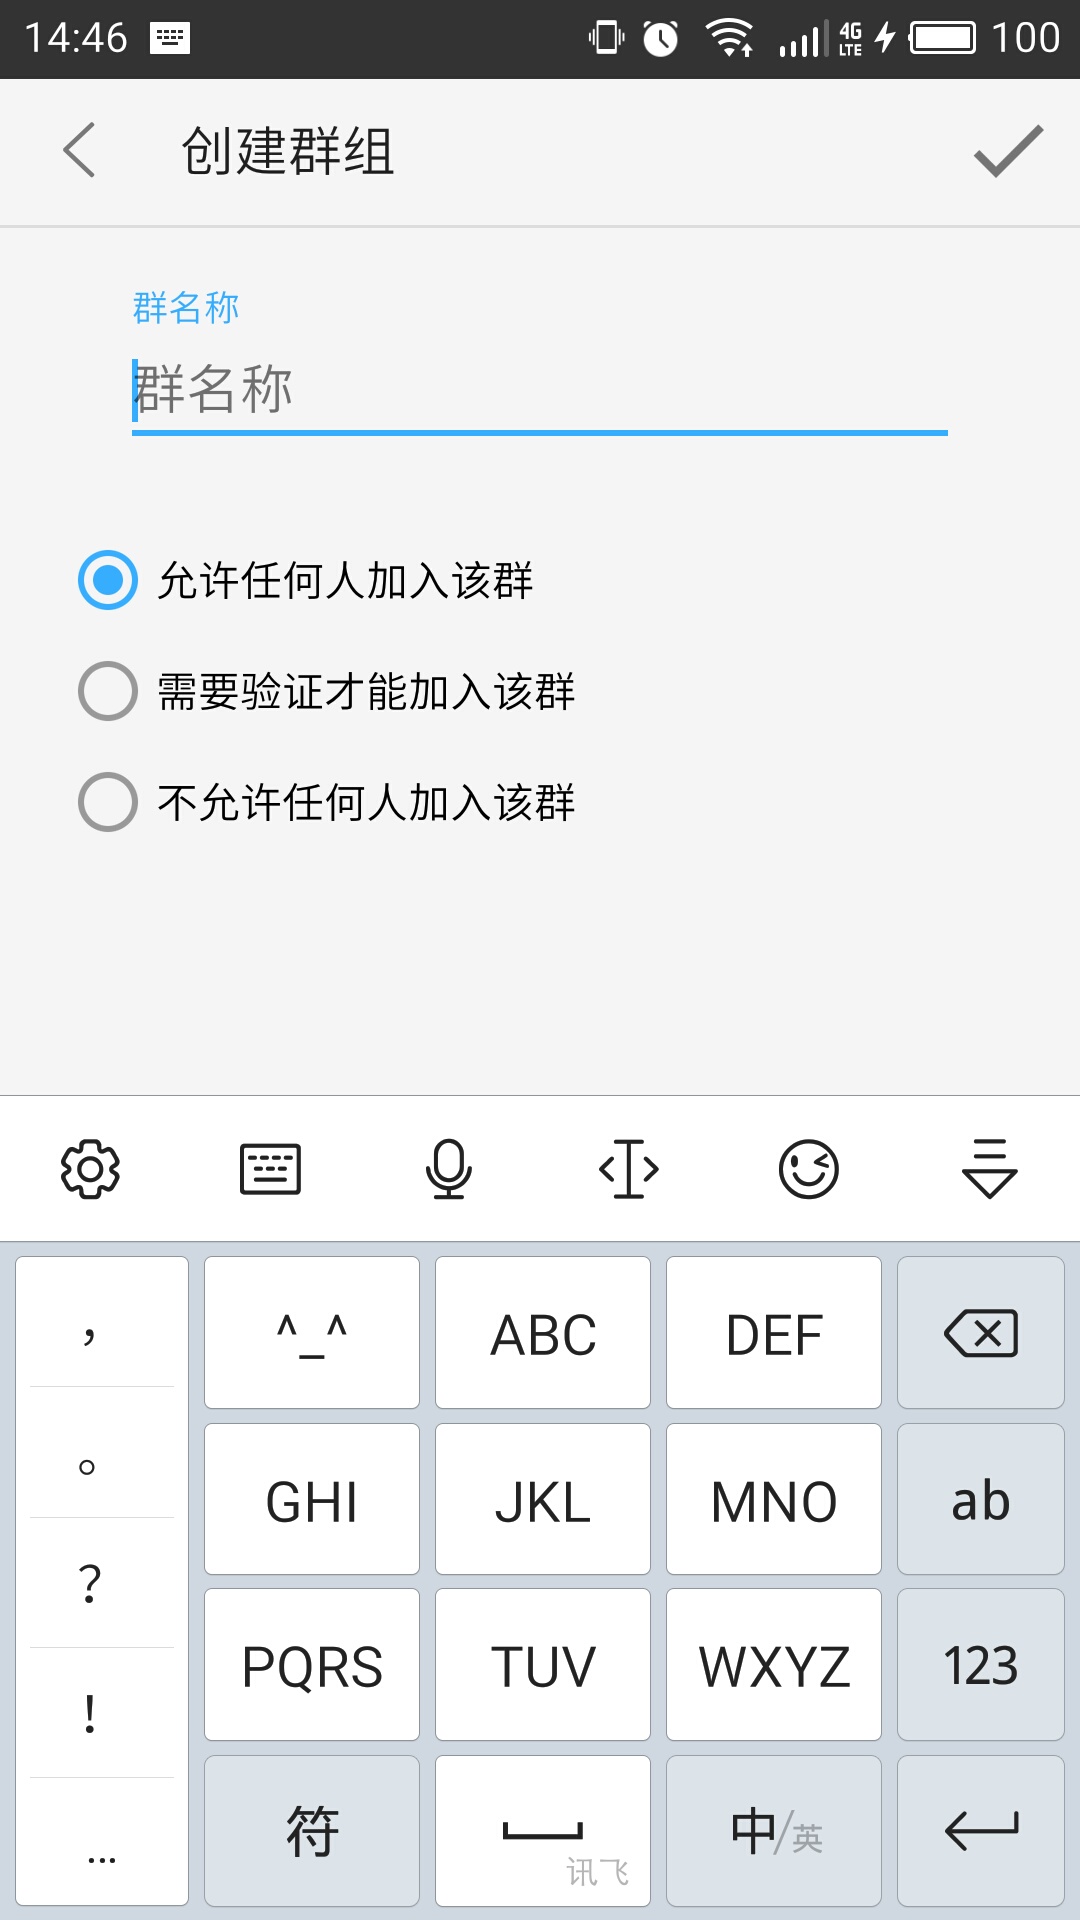 14:46 4G LTE 100
创建群组
群名称
群名称
允许任何人加入该群
需要验证才能加入该群
不允许任何人加入该群
， ^_^ ABC DEF
。 GHI JKL MNO ab
？ PQRS TUV WXYZ 123
！
... 符 讯飞 中/英